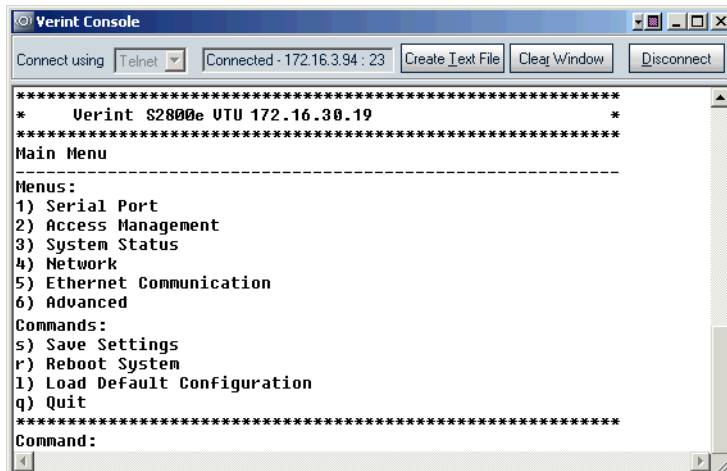 Verint Console
Connect using Telnet Connected - 172.16.3.94 : 23 Create Text File Clear Window Disconnect
*************************************************************
* Verint S2800e VTU 172.16.30.19 *
*************************************************************
Main Menu
-------------------------------------------------------------
Menus:
1) Serial Port
2) Access Management
3) System Status
4) Network
5) Ethernet Communication
6) Advanced
Commands:
s) Save Settings
r) Reboot System
l) Load Default Configuration
q) Quit
*************************************************************
Command: